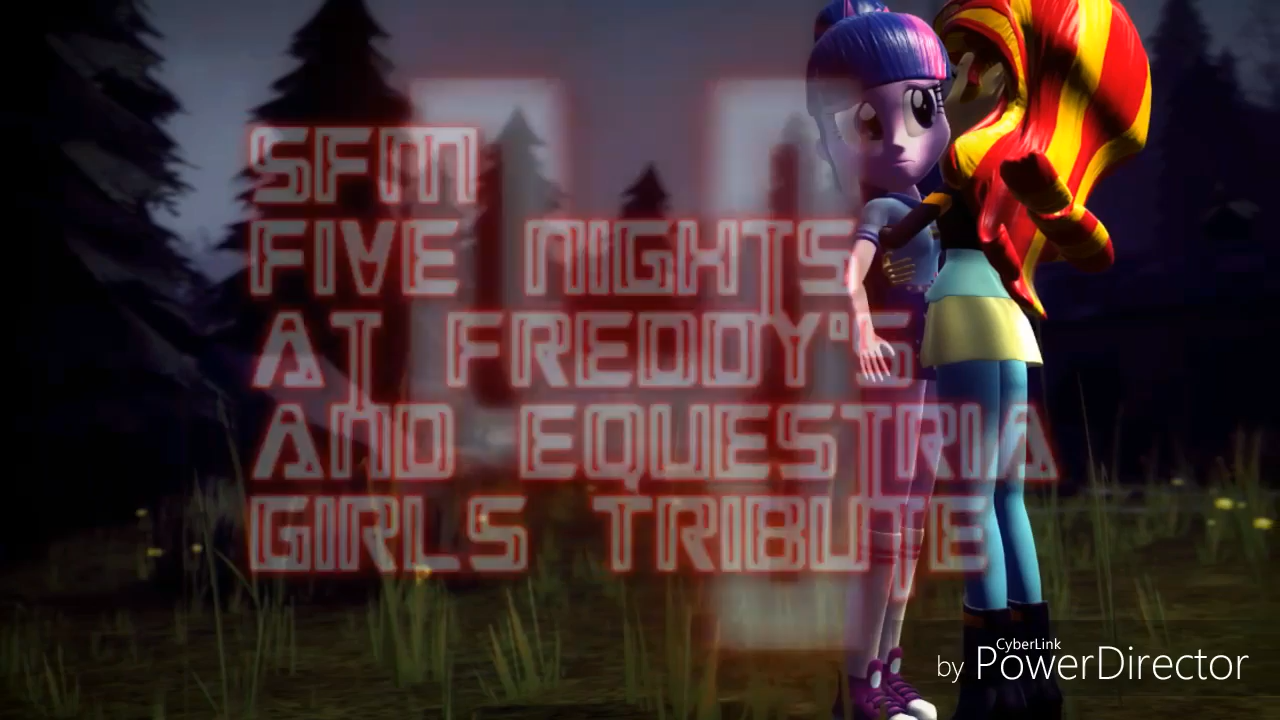 SFM
FIVE NIGHTS
AT FREDDY'S
AND EQUESTRIA
GIRLS TRIBUTE
CyberLink
by PowerDirector